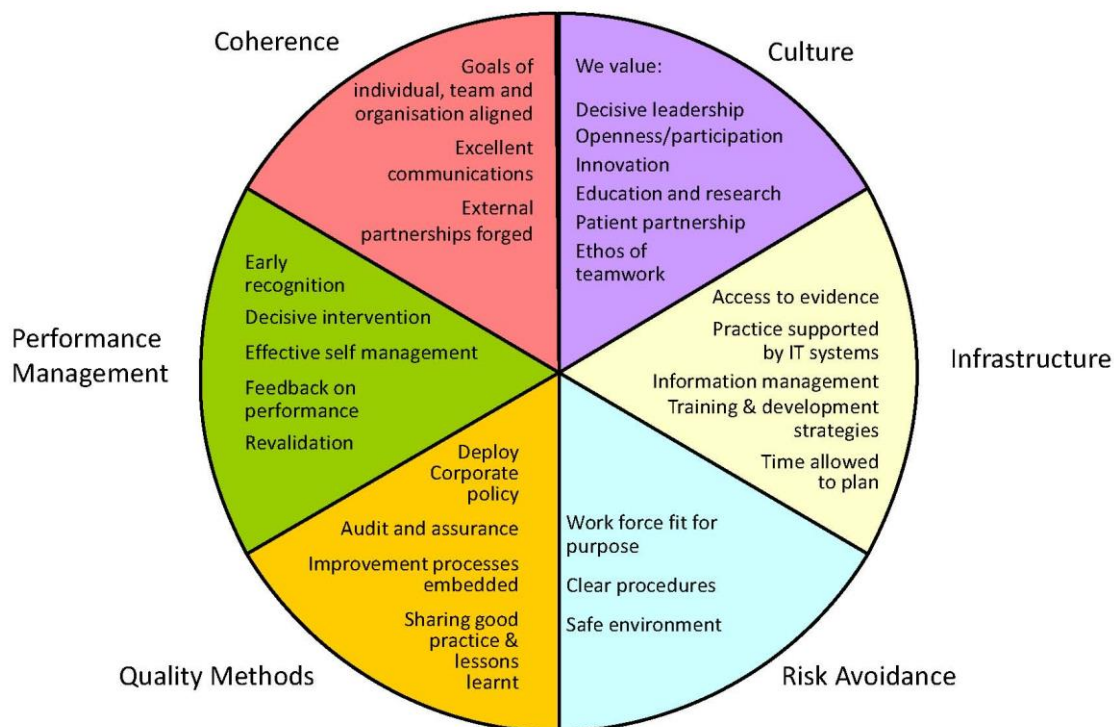 Coherence
Goals of
individual, team and
organisation aligned
Excellent
communications
External
partnerships forged
Culture
We value:
Decisive leadership
Openness/participation
Innovation
Education and research
Patient partnership
Ethos of
teamwork
Infrastructure
Access to evidence
Practice supported
by IT systems
Information management
Training & development
strategies
Time allowed
to plan
Risk Avoidance
Work force fit for
purpose
Clear procedures
Safe environment
Quality Methods
Deploy
Corporate
policy
Audit and assurance
Improvement processes
embedded
Sharing good
practice &
lessons
learnt
Performance
Management
Early
recognition
Decisive intervention
Effective self management
Feedback on
performance
Revalidation